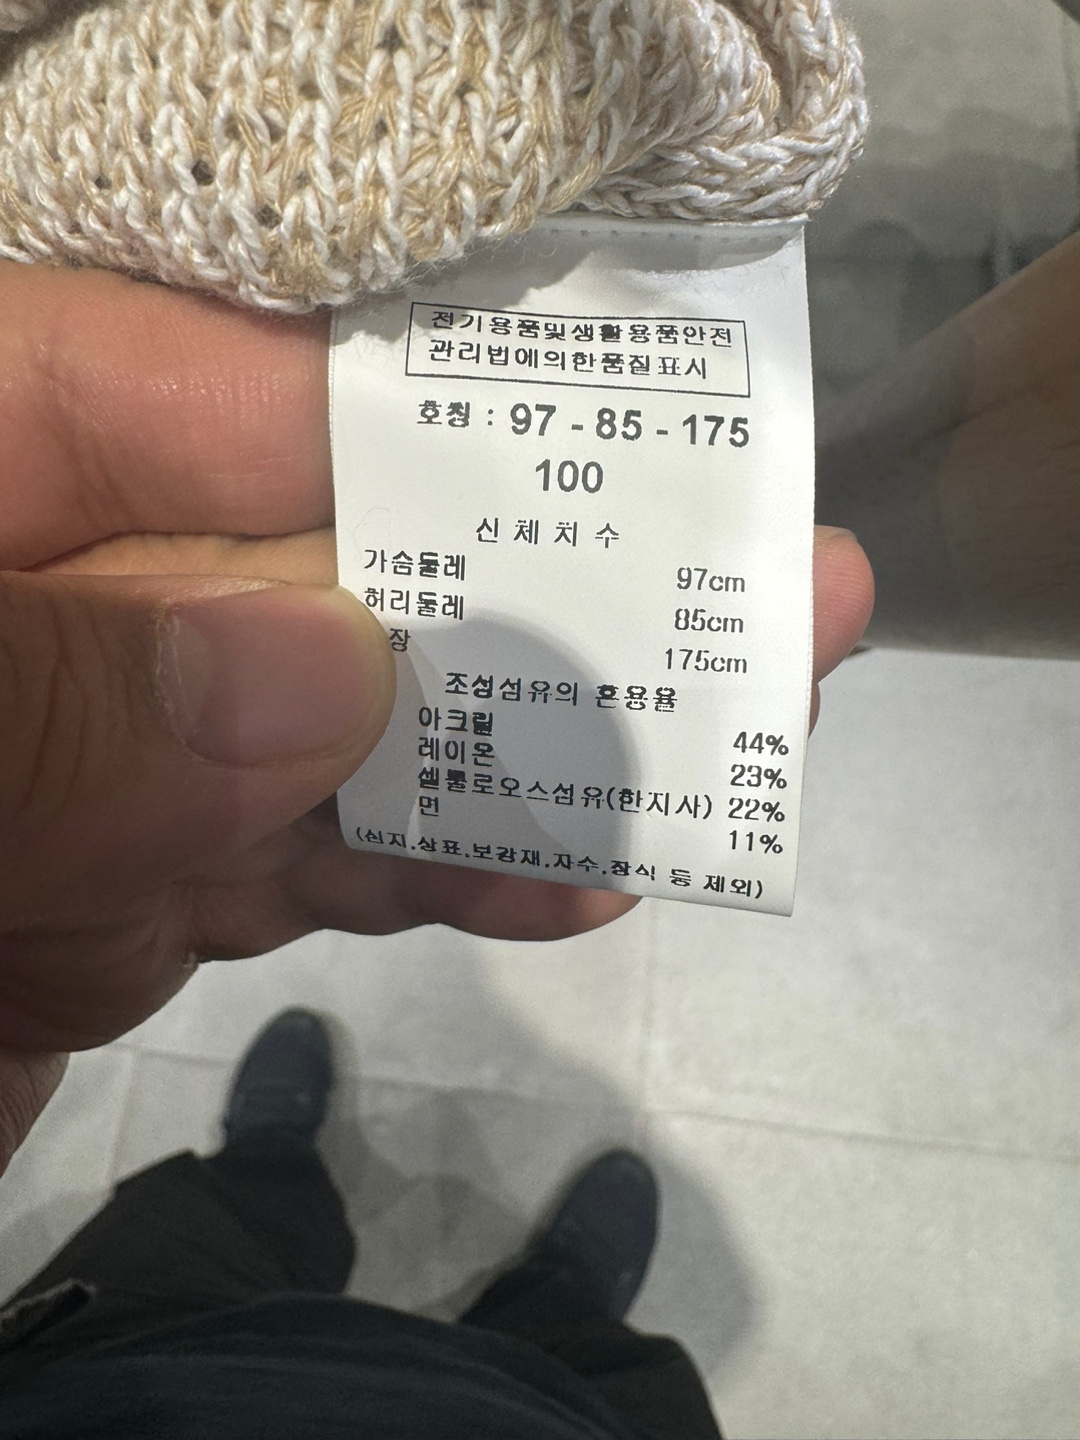 전기용품및생활용품안전
관리법에의한품질표시
호칭 : 97 - 85 - 175
100
신 체 치 수
가슴둘레 97cm
허리둘레 85cm
장 175cm
조성섬유의 혼용율
아크릴 44%
레이온 23%
셀룰로오스섬유(한지사) 22%
면 11%
(심지.상표.보강재.자수.장식 등 제외)